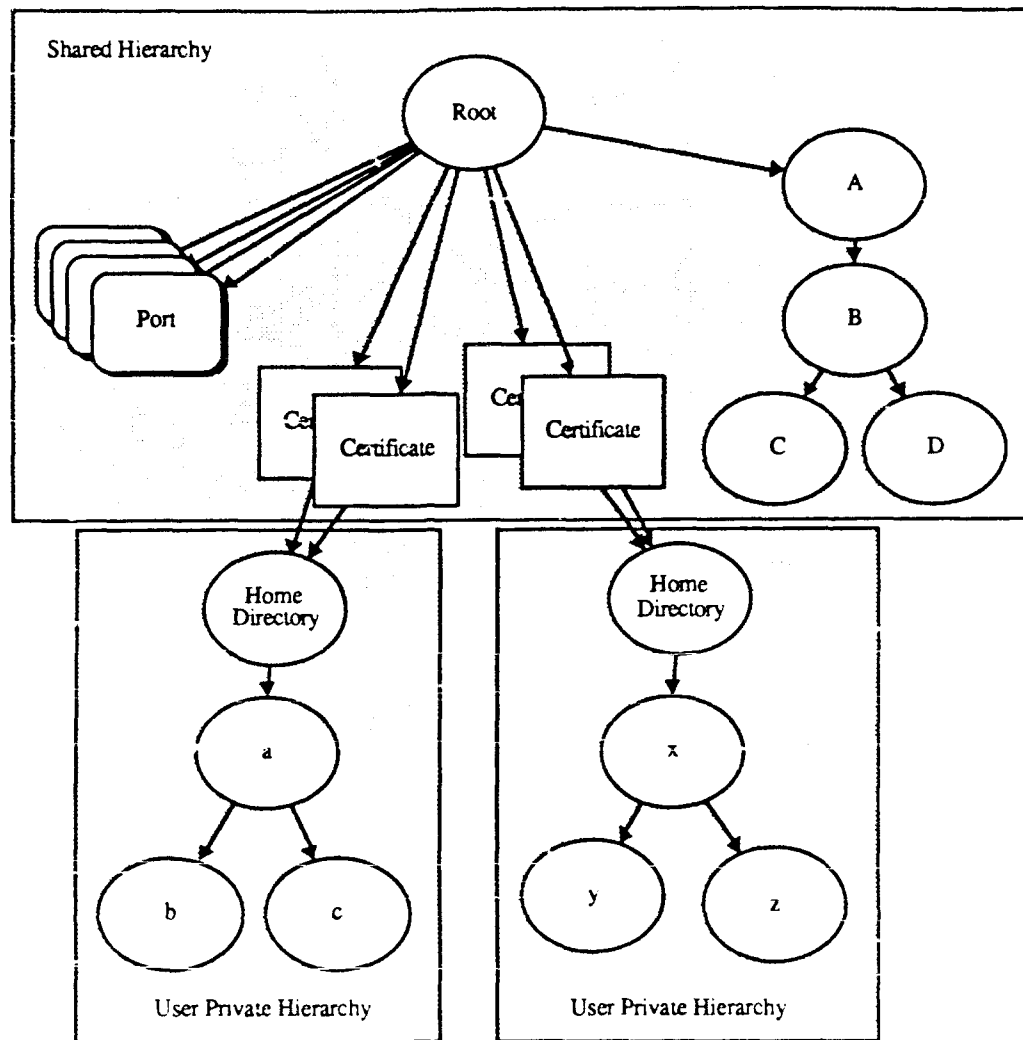 Shared Hierarchy
Root
A
Port
B
Certificate
Certificate
C
D
Home
Directory
Home
Directory
a
x
b
c
y
z
User Private Hierarchy
User Private Hierarchy